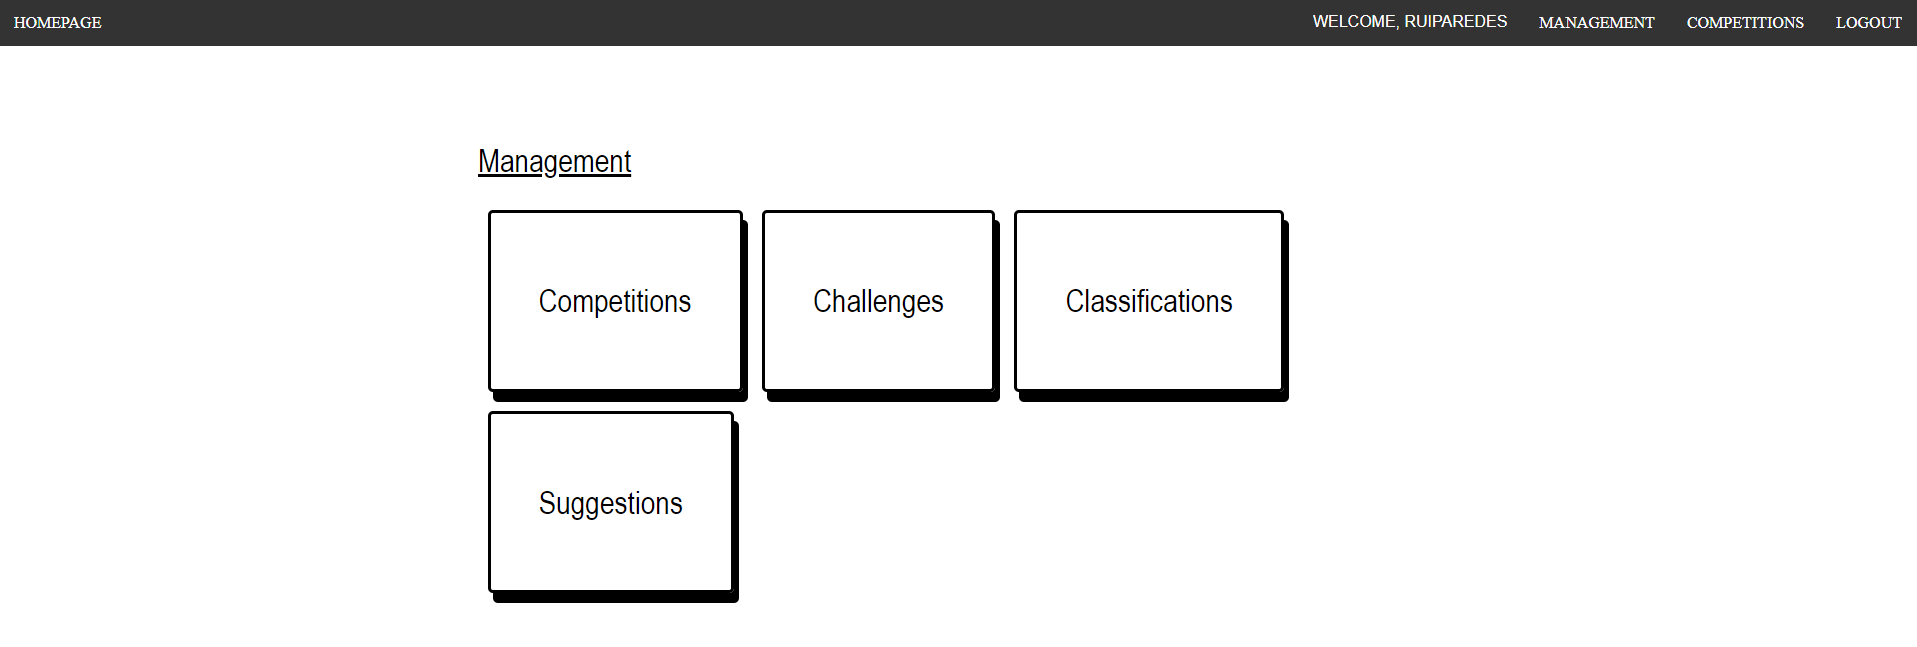 HOMEPAGE WELCOME, RUIPAREDES MANAGEMENT COMPETITIONS LOGOUT
Management
Competitions Challenges Classifications
Suggestions